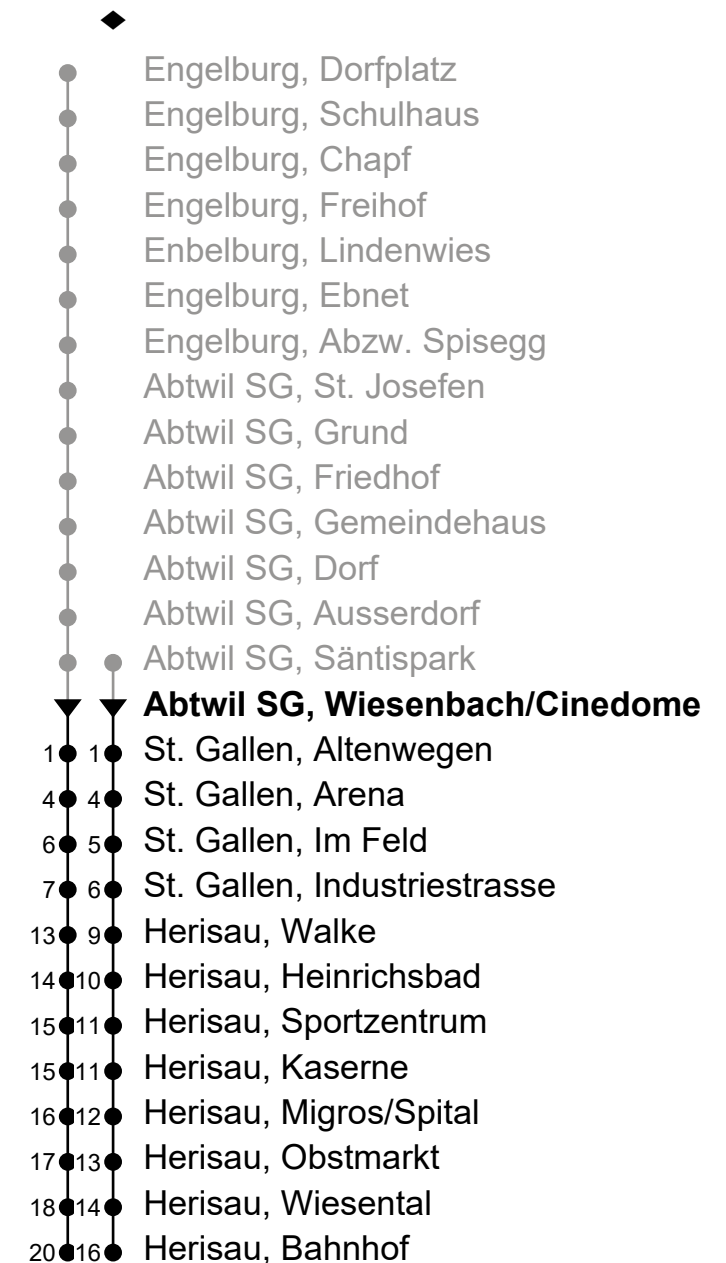 Engelburg, Dorfplatz
Engelburg, Schulhaus
Engelburg, Chapf
Engelburg, Freihof
Enbelburg, Lindenwies
Engelburg, Ebnet
Engelburg, Abzw. Spisegg
Abtwil SG, St. Josefen
Abtwil SG, Grund
Abtwil SG, Friedhof
Abtwil SG, Gemeindehaus
Abtwil SG, Dorf
Abtwil SG, Ausserdorf
Abtwil SG, Säntispark
Abtwil SG, Wiesenbach/Cinedome
1 1 St. Gallen, Altenwegen
4 4 St. Gallen, Arena
6 5 St. Gallen, Im Feld
7 6 St. Gallen, Industriestrasse
13 9 Herisau, Walke
14 10 Herisau, Heinrichsbad
15 11 Herisau, Sportzentrum
15 11 Herisau, Kaserne
16 12 Herisau, Migros/Spital
17 13 Herisau, Obstmarkt
18 14 Herisau, Wiesental
20 16 Herisau, Bahnhof